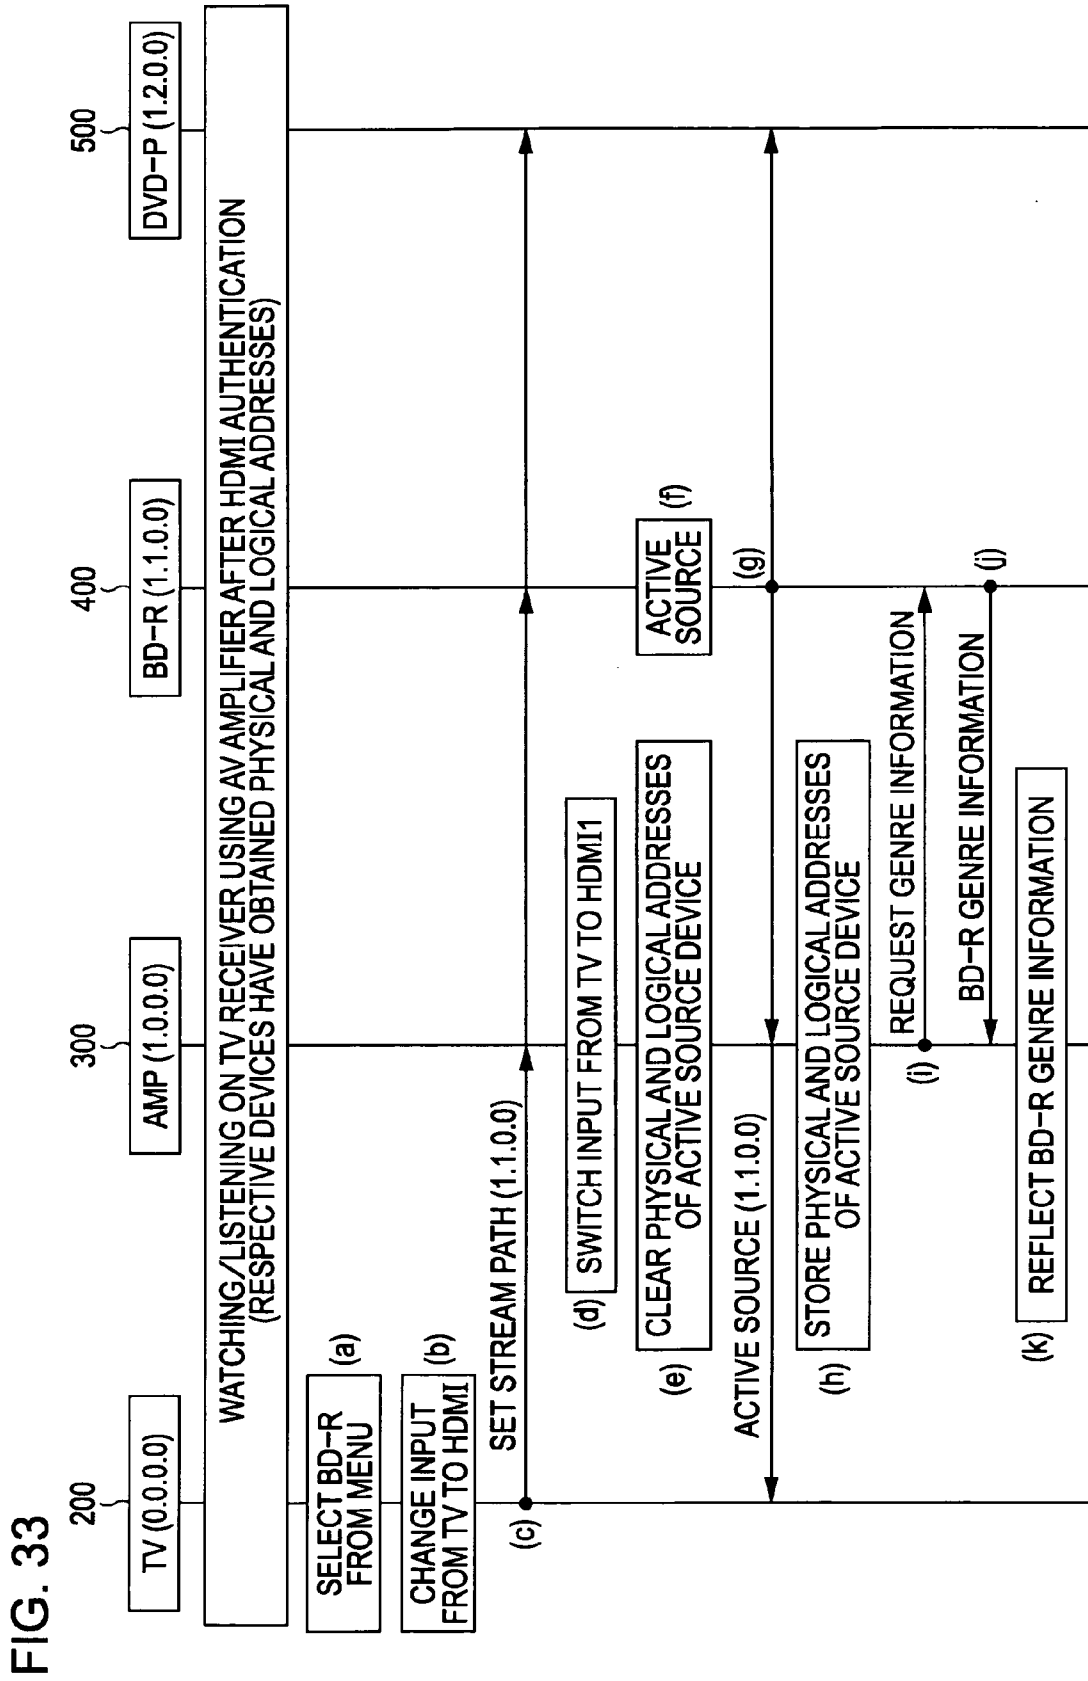 FIG. 33
200
300
400
500
TV (0.0.0.0)
AMP (1.0.0.0)
BD-R (1.1.0.0)
DVD-P (1.2.0.0)
WATCHING/LISTENING ON TV RECEIVER USING AV AMPLIFIER AFTER HDMI AUTHENTICATION
(RESPECTIVE DEVICES HAVE OBTAINED PHYSICAL AND LOGICAL ADDRESSES)
SELECT BD-R
FROM MENU
(a)
CHANGE INPUT
FROM TV TO HDMI
(b)
SET STREAM PATH (1.1.0.0)
(c)
(d)
SWITCH INPUT FROM TV TO HDMI1
(e)
CLEAR PHYSICAL AND LOGICAL ADDRESSES
OF ACTIVE SOURCE DEVICE
ACTIVE
SOURCE
(f)
ACTIVE SOURCE (1.1.0.0)
(g)
(h)
STORE PHYSICAL AND LOGICAL ADDRESSES
OF ACTIVE SOURCE DEVICE
REQUEST GENRE INFORMATION
(i)
BD-R GENRE INFORMATION
(j)
(k)
REFLECT BD-R GENRE INFORMATION